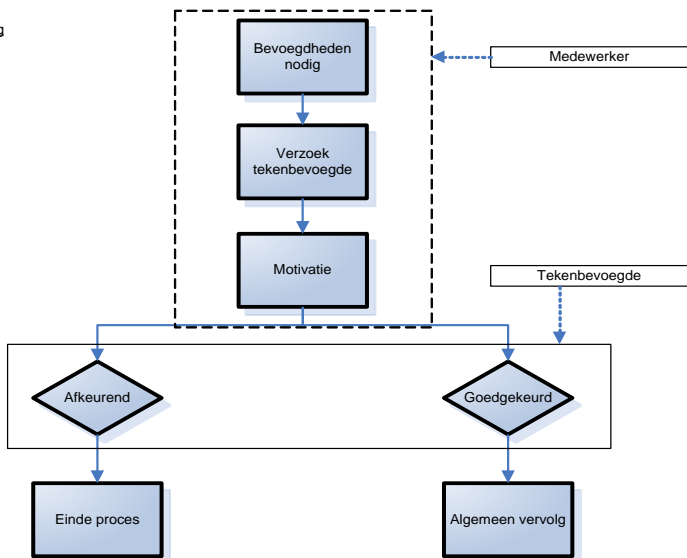 g
Bevoegdheden
nodig
Medewerker
Verzoek
tekenbevoegde
Motivatie
Tekenbevoegde
Afkeurend
Goedgekeurd
Einde proces
Algemeen vervolg